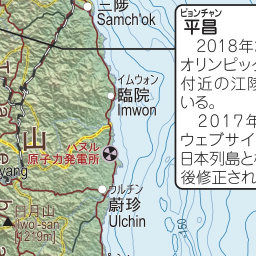 三陟
Samch'ok
イムウォン
臨院
Imwon
山
ハヌル
原子力発電所
ウルチン
蔚珍
Ulchin
日月山
Iwol-san
1219m
ピョンチャン
平昌
2018年
オリンピック
付近の江陵
いる。
2017年
ウェブサイ
日本列島と
後修正され